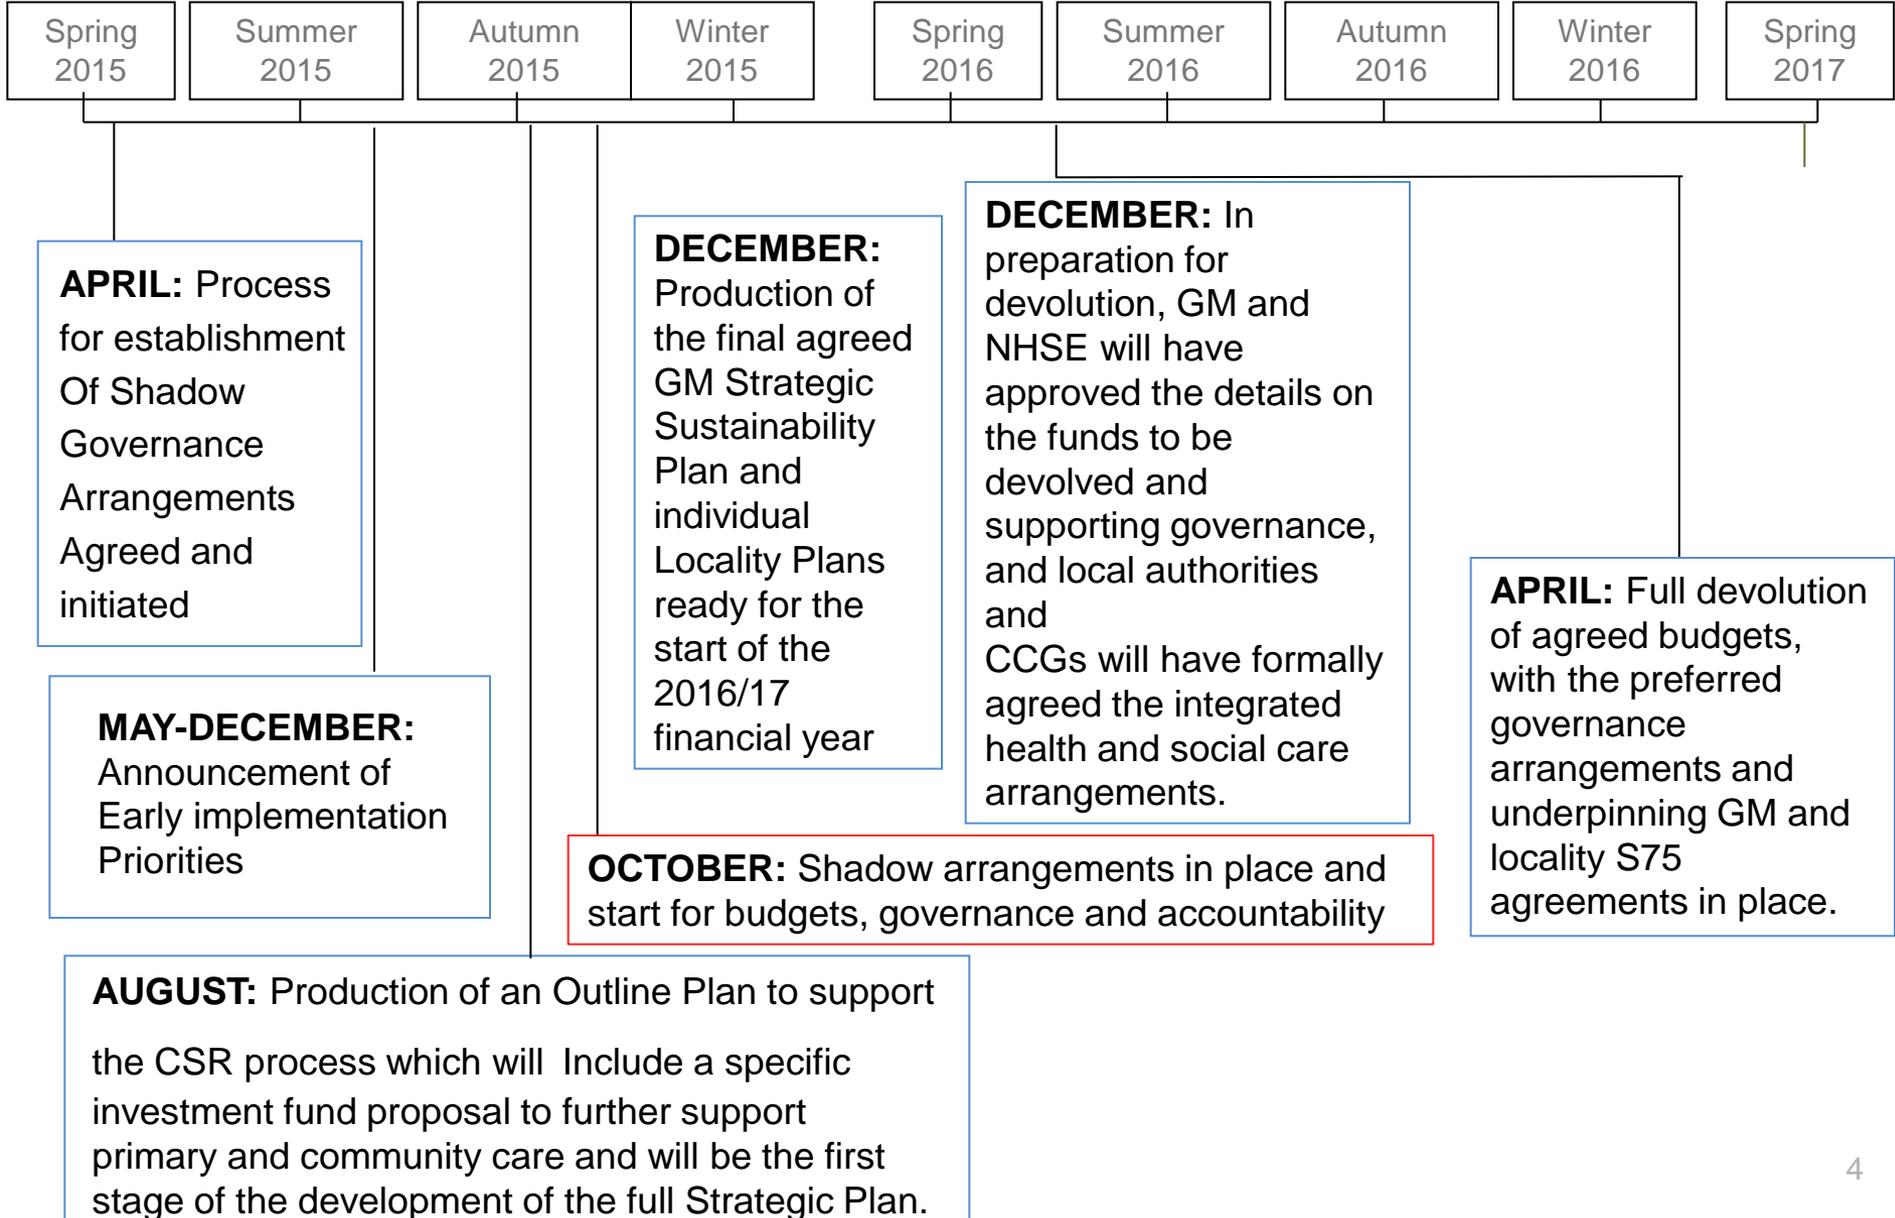 Spring
2015
Summer
2015
Autumn
2015
Winter
2015
Spring
2016
Summer
2016
Autumn
2016
Winter
2016
Spring
2017
APRIL: Process
for establishment
Of Shadow
Governance
Arrangements
Agreed and
initiated
MAY-DECEMBER:
Announcement of
Early implementation
Priorities
AUGUST: Production of an Outline Plan to support
the CSR process which will  Include a specific
investment fund proposal to further support
primary and community care and will be the first
stage of the development of the full Strategic Plan.
OCTOBER: Shadow arrangements in place and
start for budgets, governance and accountability
DECEMBER:
Production of
the final agreed
GM Strategic
Sustainability
Plan and
individual
Locality Plans
ready for the
start of the
2016/17
financial year
DECEMBER: In
preparation for
devolution, GM and
NHSE will have
approved the details on
the funds to be
devolved and
supporting governance,
and local authorities
and
CCGs will have formally
agreed the integrated
health and social care
arrangements.
APRIL: Full devolution
of agreed budgets,
with the preferred
governance
arrangements and
underpinning GM and
locality S75
agreements in place.
4